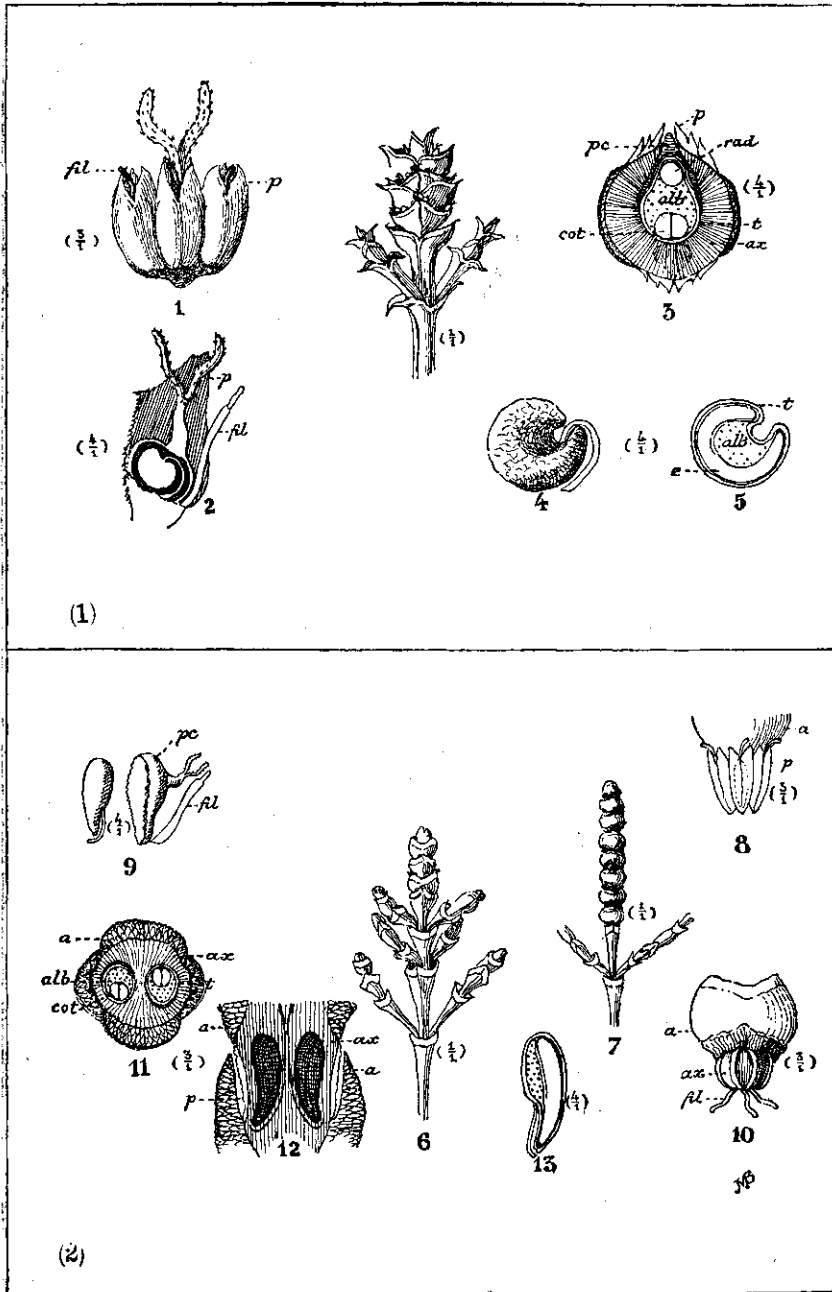 fil
p
(3/1)
1
(1/1)
p
pc
rad
alb
(4/1)
t
cot
ax
3
p
fil
(4/1)
2
4
(4/1)
t
alb
e
5
(1)
pc
fil
(4/1)
9
a
p
(3/1)
8
a
ax
alb
t
cot
11
(3/1)
a
ax
a
p
12
(1/1)
6
(1/1)
7
(4/1)
13
a
ax
(3/1)
fil
10
(2)